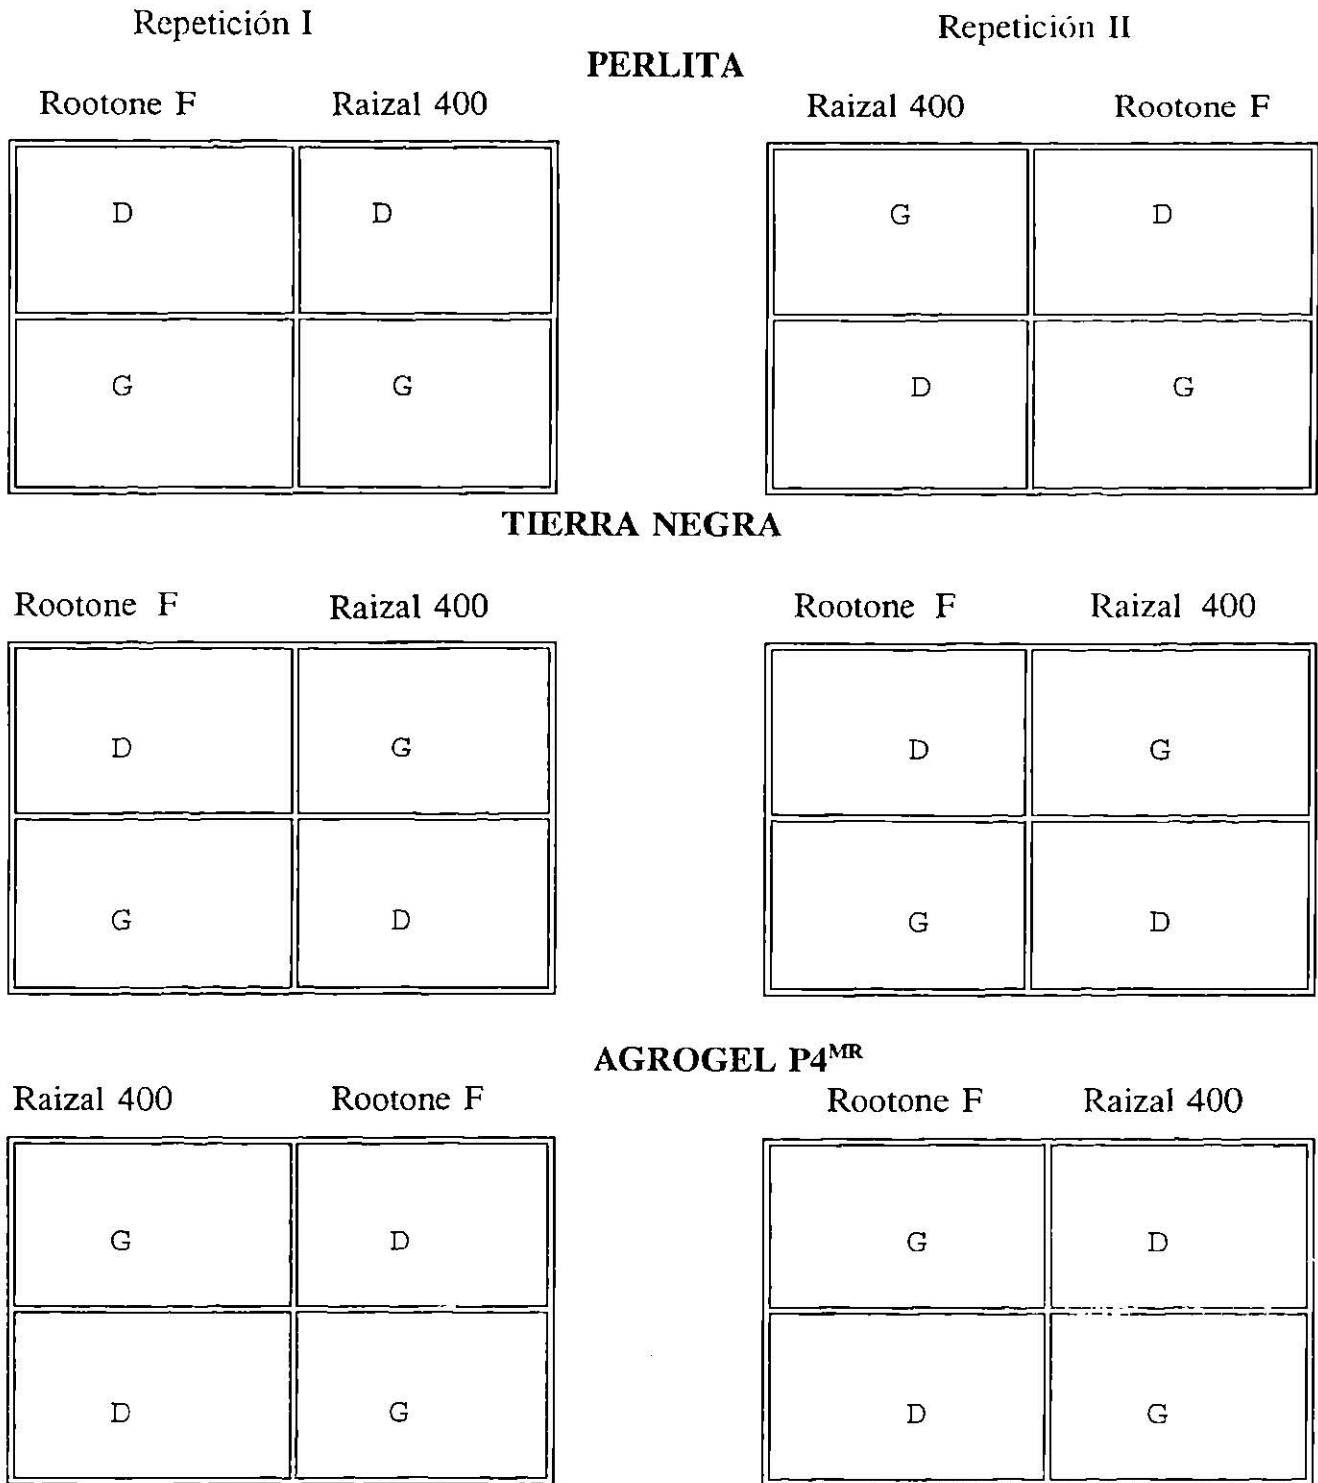 Repetición I Repetición II
PERLITA
Rootone F Raizal 400 Raizal 400 Rootone F
D D G D
G G D G
TIERRA NEGRA
Rootone F Raizal 400 Rootone F Raizal 400
D G D G
G D G D
AGROGEL P4ᴹᴿ
Raizal 400 Rootone F Rootone F Raizal 400
G D G D
D G D G